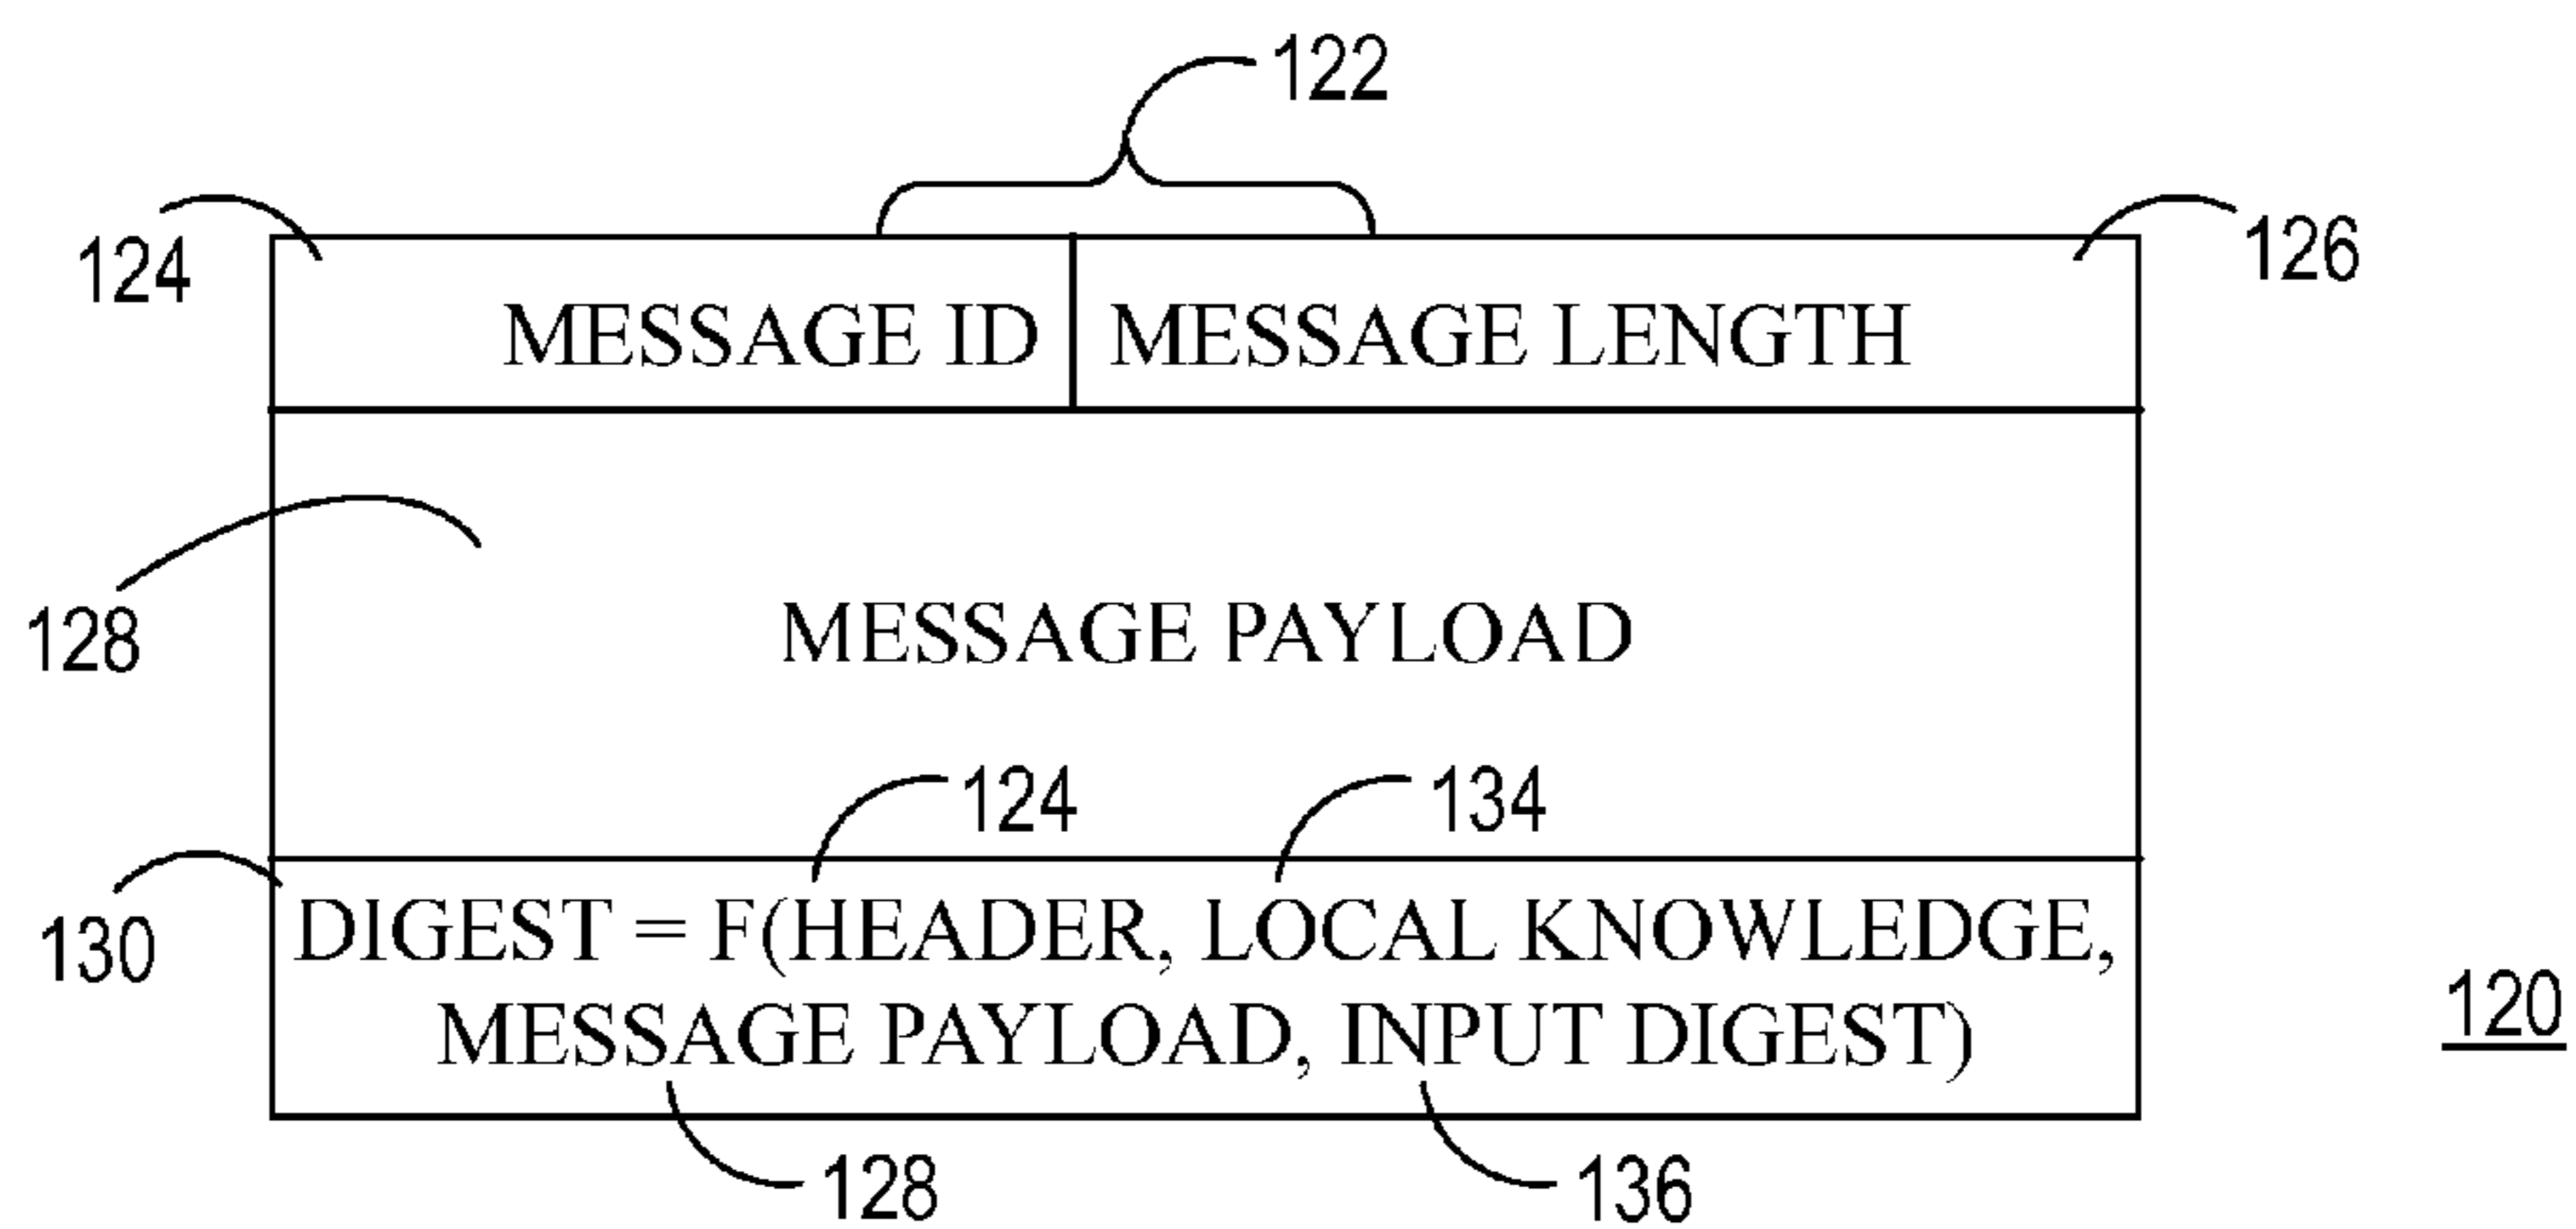 122
124
126
MESSAGE ID
MESSAGE LENGTH
128
MESSAGE PAYLOAD
124
134
130
DIGEST = F(HEADER, LOCAL KNOWLEDGE,
MESSAGE PAYLOAD, INPUT DIGEST)
120
128
136